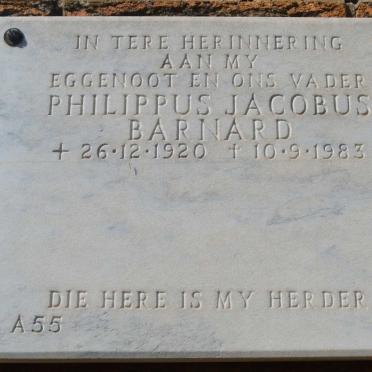 IN TERE HERINNERING
AAN MY
EGGENOOT EN ONS VADER
PHILIPPUS JACOBUS
BARNARD
+ 26·12·1920 † 10·9·1983
DIE HERE IS MY HERDER
A55